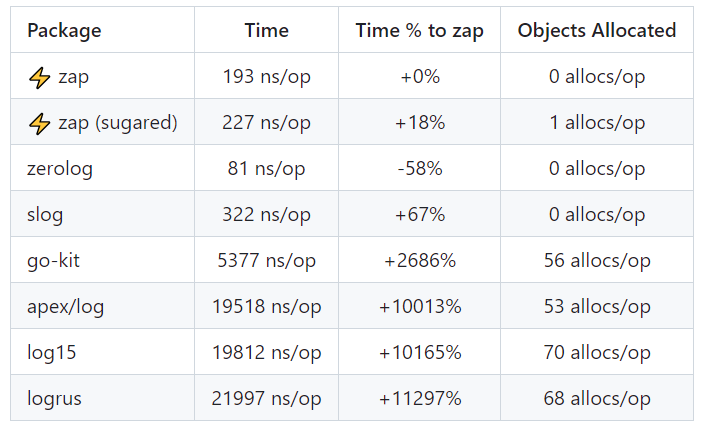 Package Time Time % to zap Objects Allocated
⚡ zap 193 ns/op +0% 0 allocs/op
⚡ zap (sugared) 227 ns/op +18% 1 allocs/op
zerolog 81 ns/op -58% 0 allocs/op
slog 322 ns/op +67% 0 allocs/op
go-kit 5377 ns/op +2686% 56 allocs/op
apex/log 19518 ns/op +10013% 53 allocs/op
log15 19812 ns/op +10165% 70 allocs/op
logrus 21997 ns/op +11297% 68 allocs/op